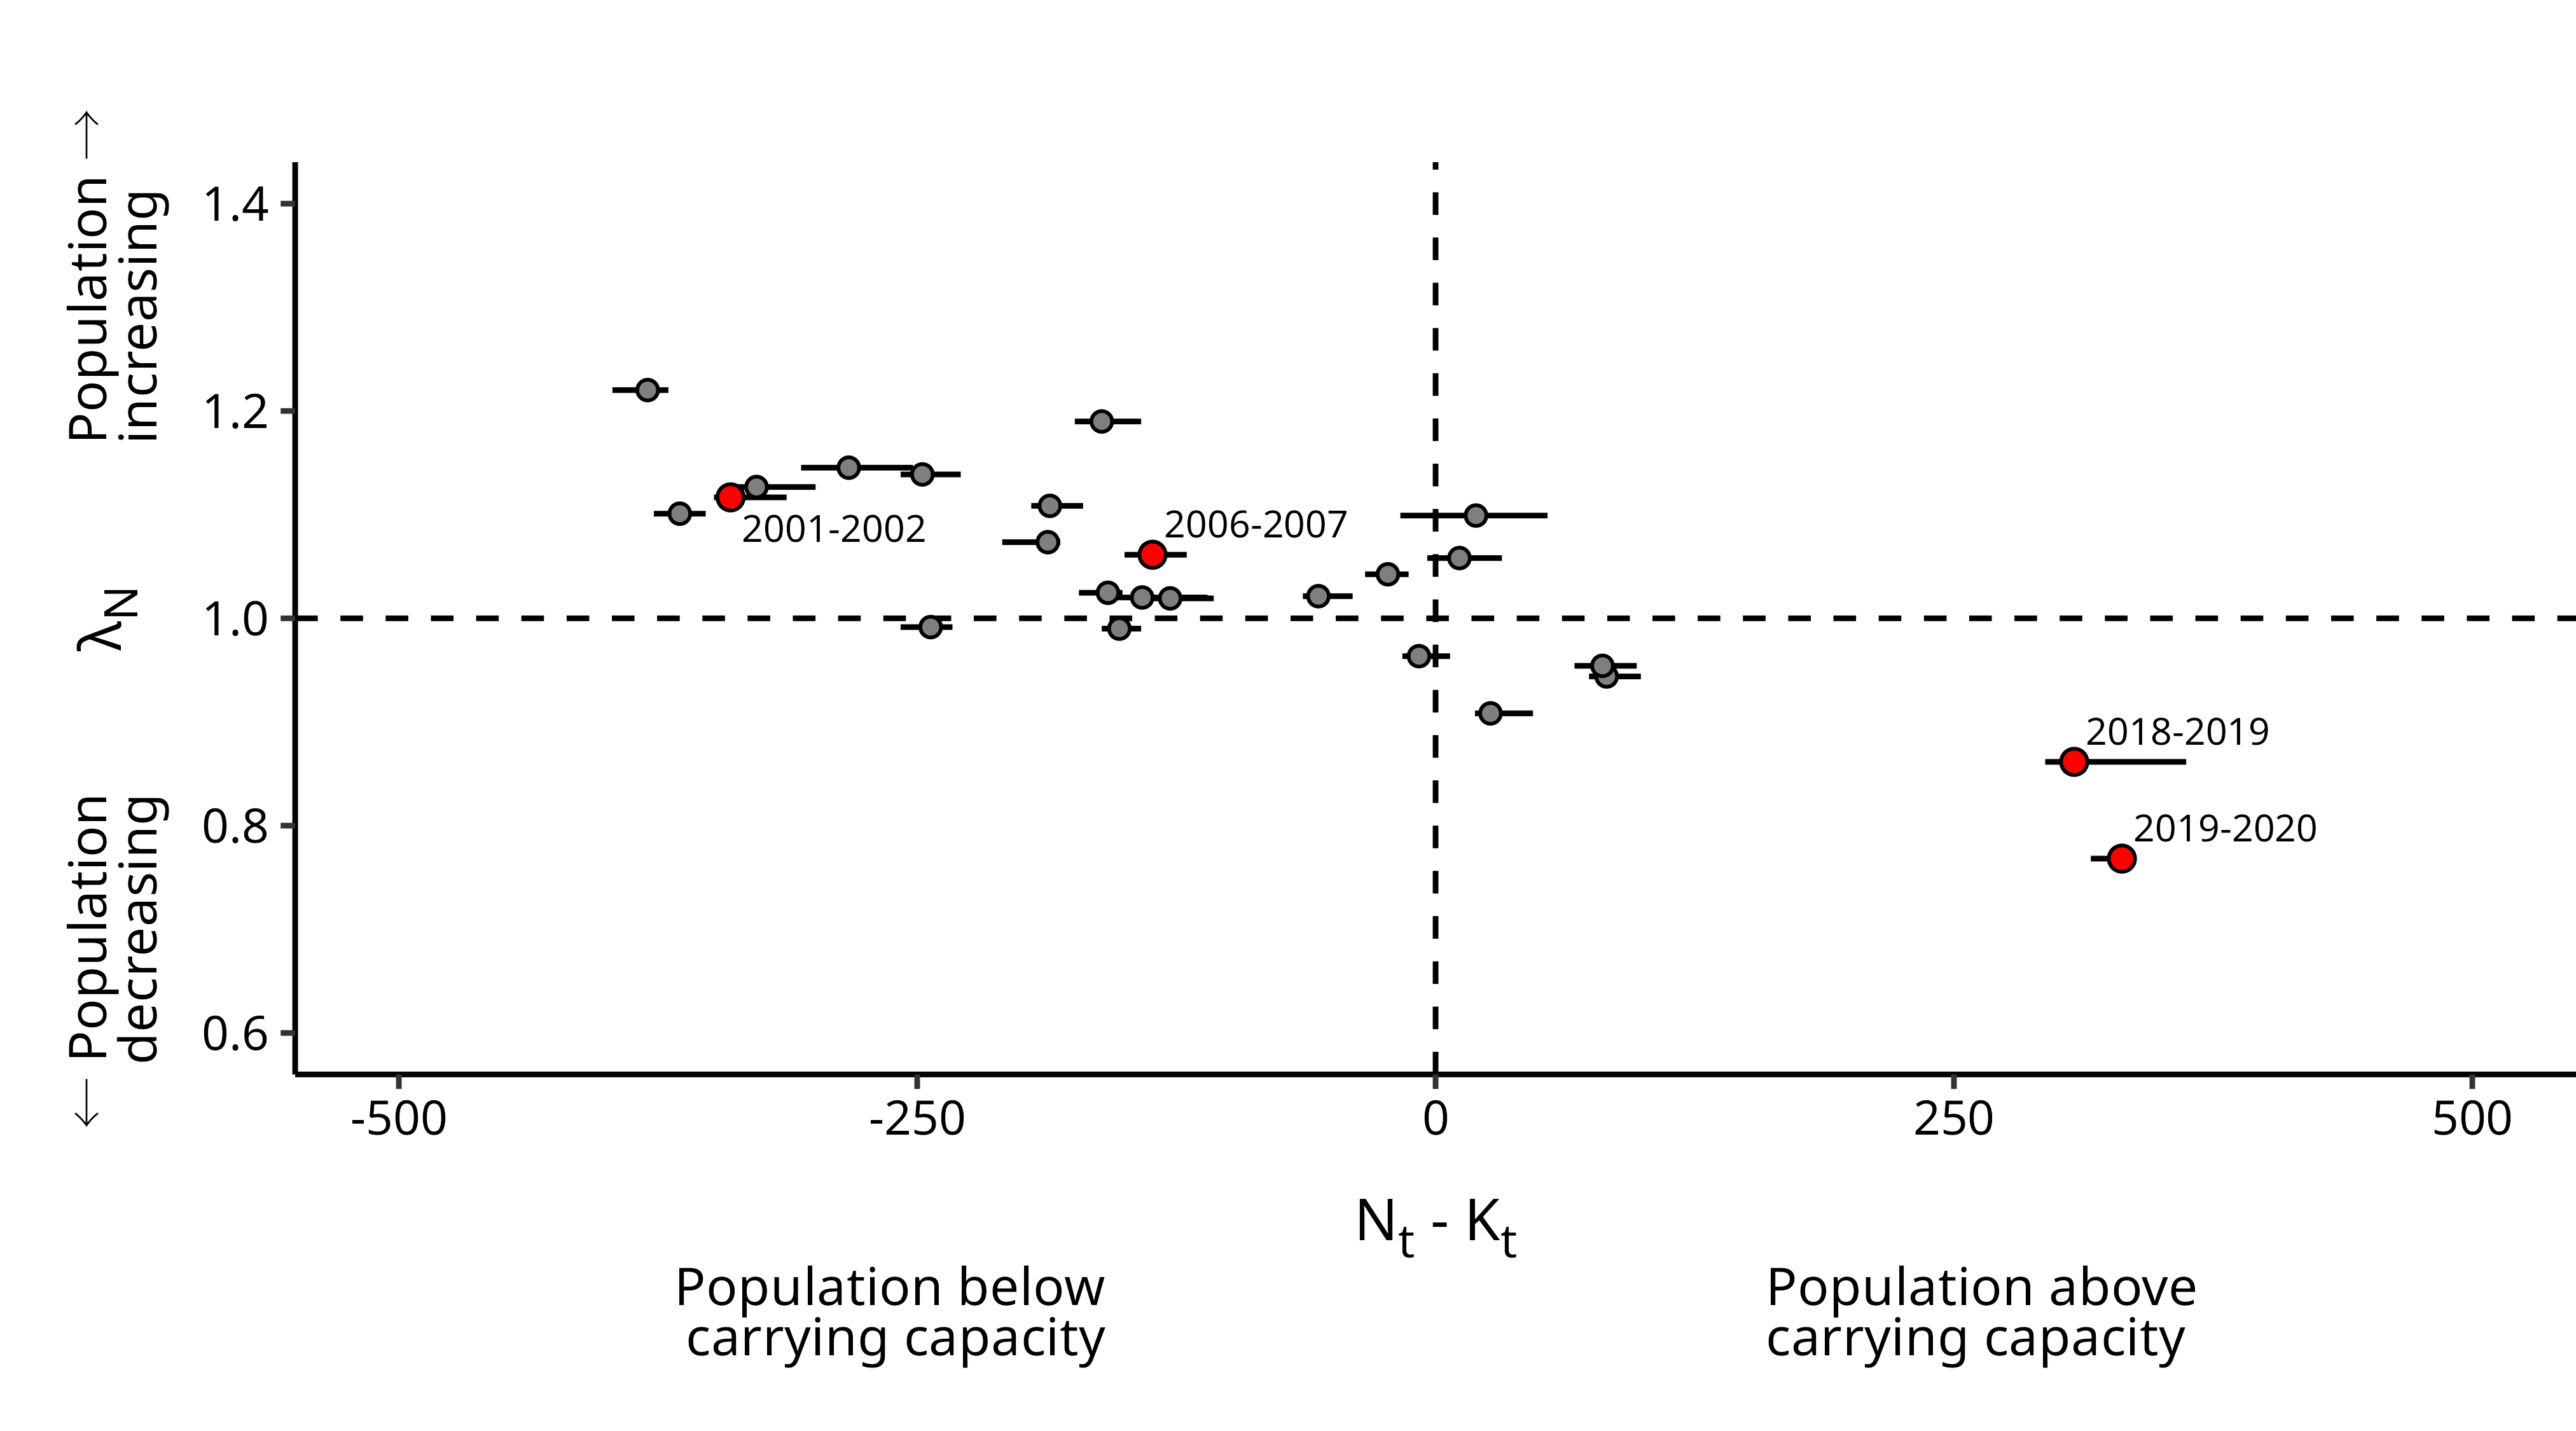 Population →
increasing
λN
← Population
decreasing
1.4
1.2
1.0
0.8
0.6
2001-2002
2006-2007
2018-2019
2019-2020
-500
-250
0
250
500
Nt - Kt
Population below
carrying capacity
Population above
carrying capacity